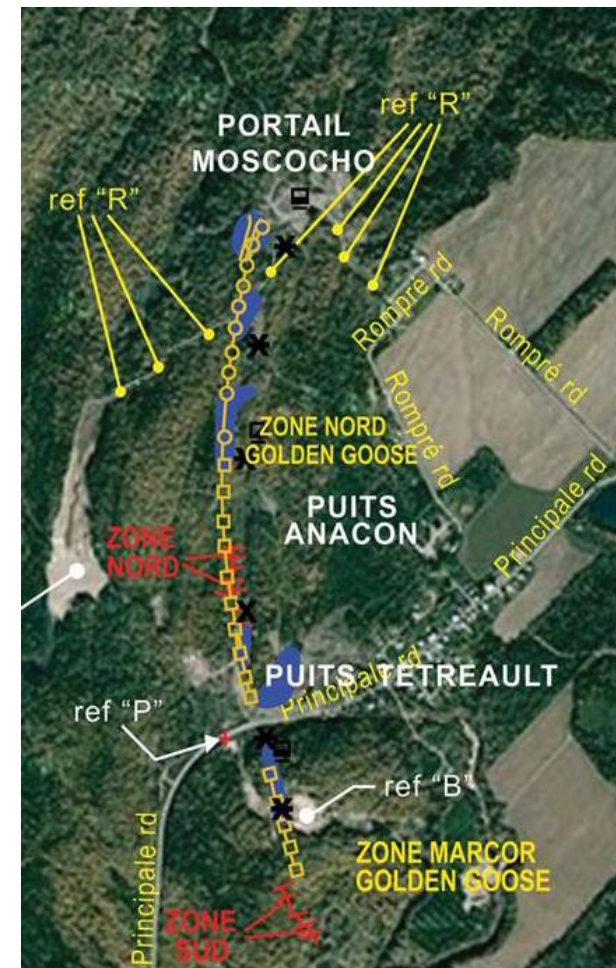 ref “R”
PORTAIL
MOSCOCHO
ref “R”
Rompré rd
Rompré rd
Rompré rd
ZONE NORD
GOLDEN GOOSE
PUITS
ANACON
Principale rd
ZONE
NORD
PUITS TÉTREAULT
Principale rd
ref “P”
ref “B”
Principale rd
ZONE MARCOR
GOLDEN GOOSE
ZONE
SUD